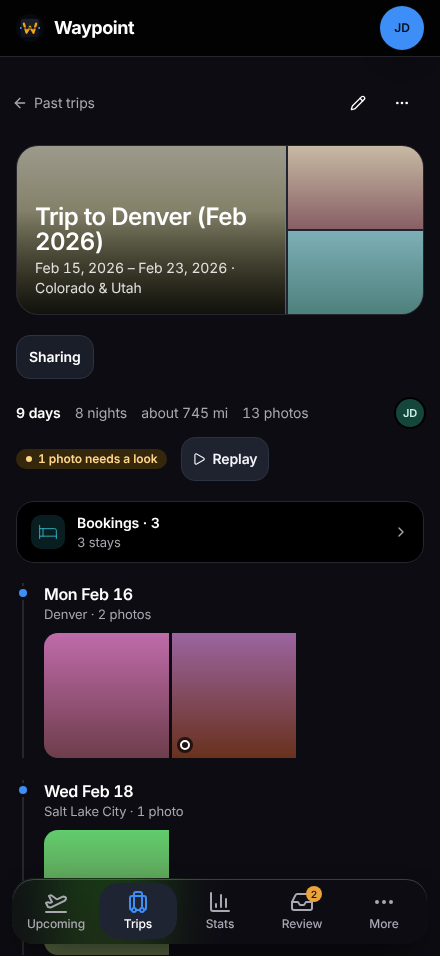 Waypoint
JD
Past trips
Trip to Denver (Feb
2026)
Feb 15, 2026 – Feb 23, 2026 ·
Colorado & Utah
Sharing
9 days 8 nights about 745 mi 13 photos
JD
1 photo needs a look
Replay
Bookings · 3
3 stays
Mon Feb 16
Denver · 2 photos
Wed Feb 18
Salt Lake City · 1 photo
2
Upcoming Trips Stats Review More